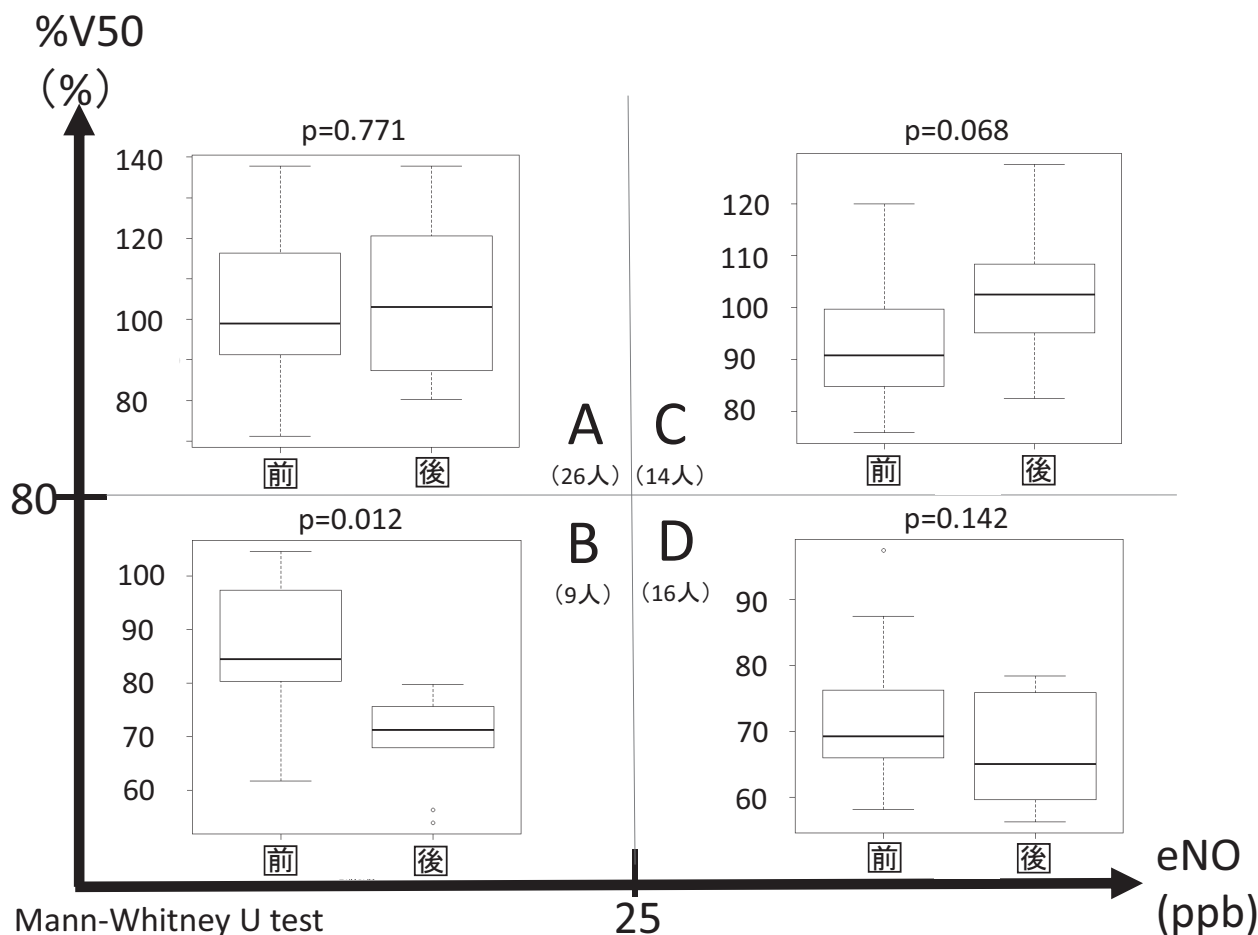 %V50
（%）
p=0.771
140
120
100
80
前
後
A
（26人）
p=0.068
120
110
100
90
80
前
後
C
（14人）
80
p=0.012
100
90
80
70
60
前
後
B
（9人）
p=0.142
90
80
70
60
前
後
D
（16人）
eNO
(ppb)
25
Mann-Whitney U test